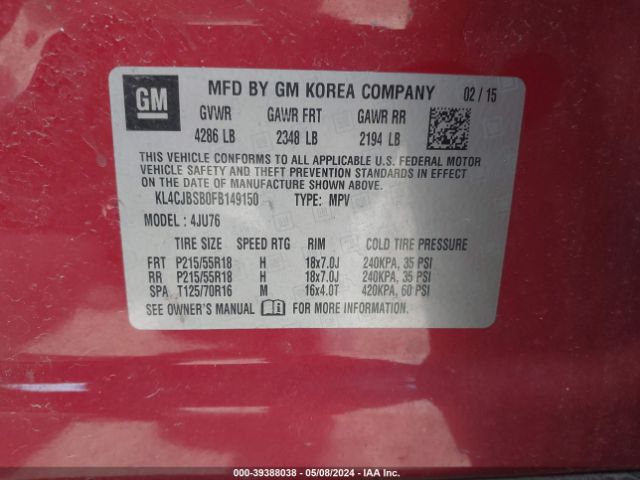 GM
MFD BY GM KOREA COMPANY 02 / 15
GVWR GAWR FRT GAWR RR
4286 LB 2348 LB 2194 LB
THIS VEHICLE CONFORMS TO ALL APPLICABLE U.S. FEDERAL MOTOR
VEHICLE SAFETY AND THEFT PREVENTION STANDARDS IN EFFECT ON
THE DATE OF MANUFACTURE SHOWN ABOVE.
KL4CJBSB0FB149150 TYPE: MPV
MODEL : 4JU76
TIRE SIZE SPEED RTG RIM COLD TIRE PRESSURE
FRT P215/55R18 H 18x7.0J 240KPA, 35 PSI
RR P215/55R18 H 18x7.0J 240KPA, 35 PSI
SPA T125/70R16 M 16x4.0T 420KPA, 60 PSI
SEE OWNER'S MANUAL FOR MORE INFORMATION.
000-39388038 - 05/08/2024 - IAA Inc.